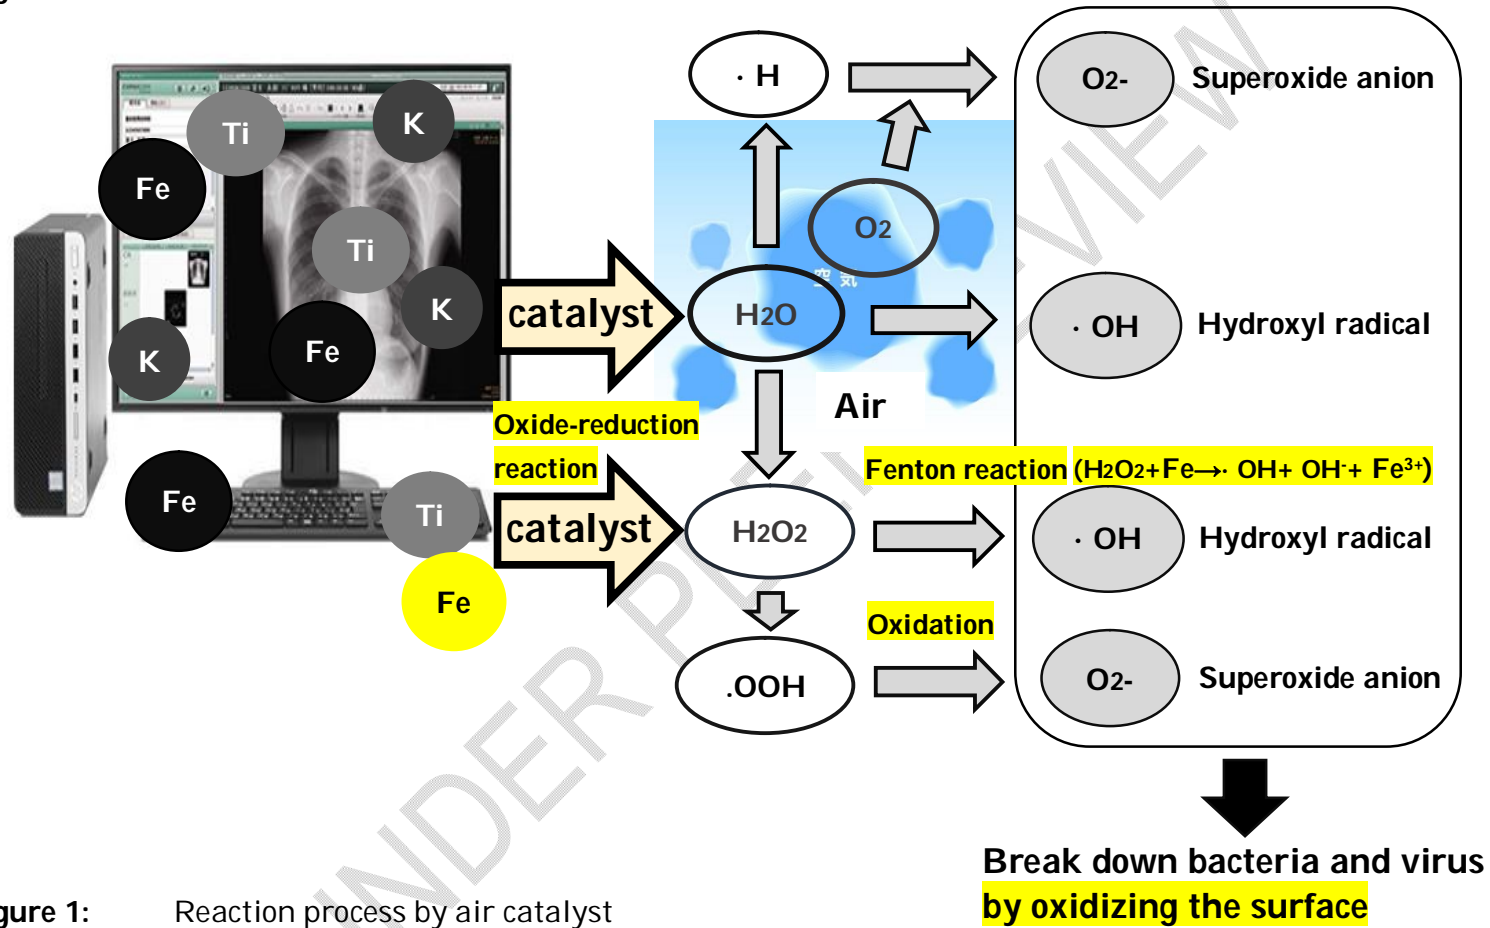 · H
O2-
Superoxide anion
Ti
K
Fe
O2
Ti
空 気
K
catalyst
H2O
· OH
Hydroxyl radical
Fe
K
Air
Oxide-reduction
reaction
Fenton reaction (H2O2+Fe→· OH+ OH-+ Fe3+)
Fe
Ti
catalyst
H2O2
· OH
Hydroxyl radical
Fe
Oxidation
.OOH
O2-
Superoxide anion
Break down bacteria and virus
by oxidizing the surface
gure 1: Reaction process by air catalyst